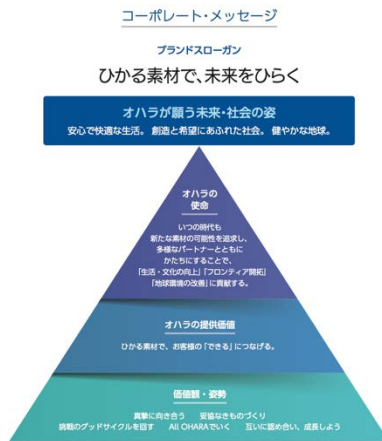 コーポレート・メッセージ
ブランドスローガン
ひかる素材で、未来をひらく
オハラが願う未来・社会の姿
安心で快適な生活。 創造と希望にあふれた社会。 健やかな地球。
オハラの
使命
いつの時代も
新たな素材の可能性を追求し、
多様なパートナーとともに
かたちにすることで、
「生活・文化の向上」「フロンティア開拓」
「地球環境の改善」に貢献する。
オハラの提供価値
ひかる素材で、お客様の「できる」につなげる。
価値観・姿勢
真摯に向き合う 妥協なきものづくり
挑戦のグッドサイクルを回す All OHARAでいく 互いに認め合い、成長しよう